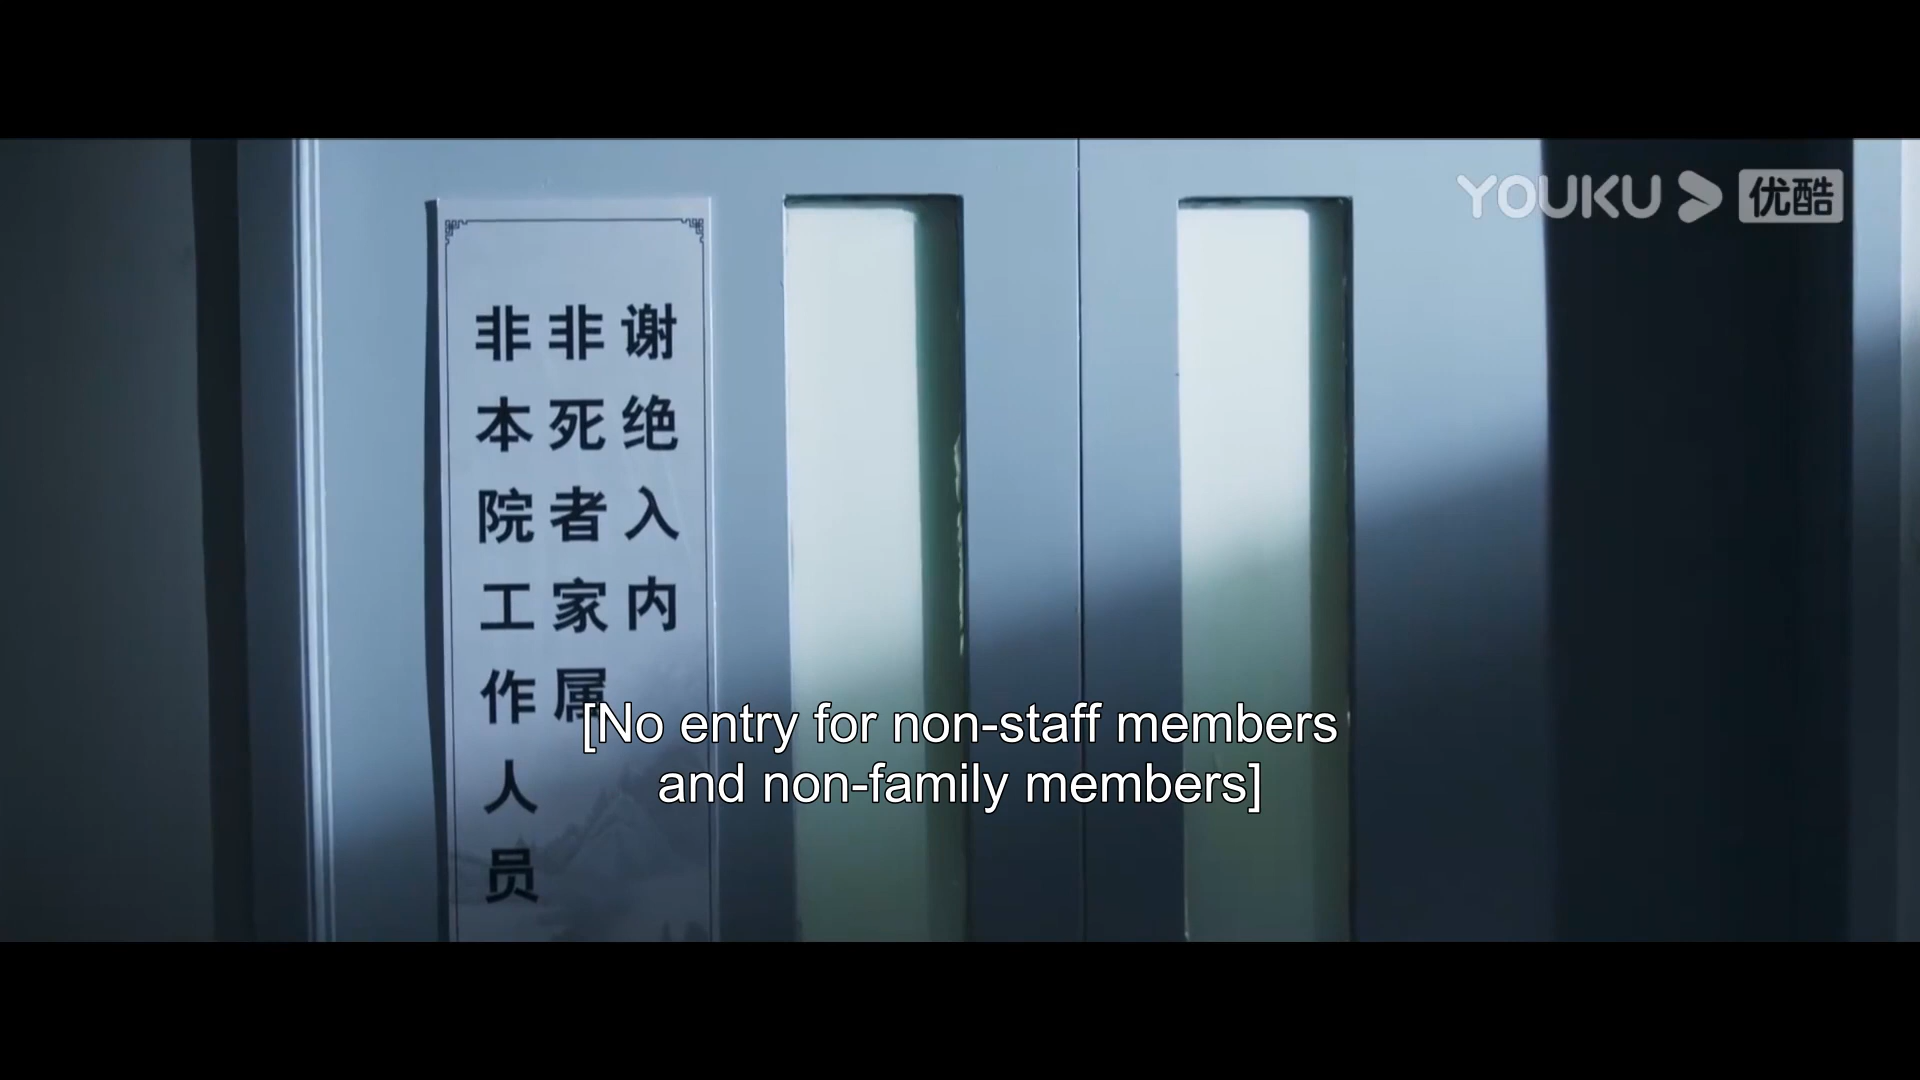 YOUKU 优酷
非本院工作人员
非死者家属
谢绝入内
[No entry for non-staff members
and non-family members]